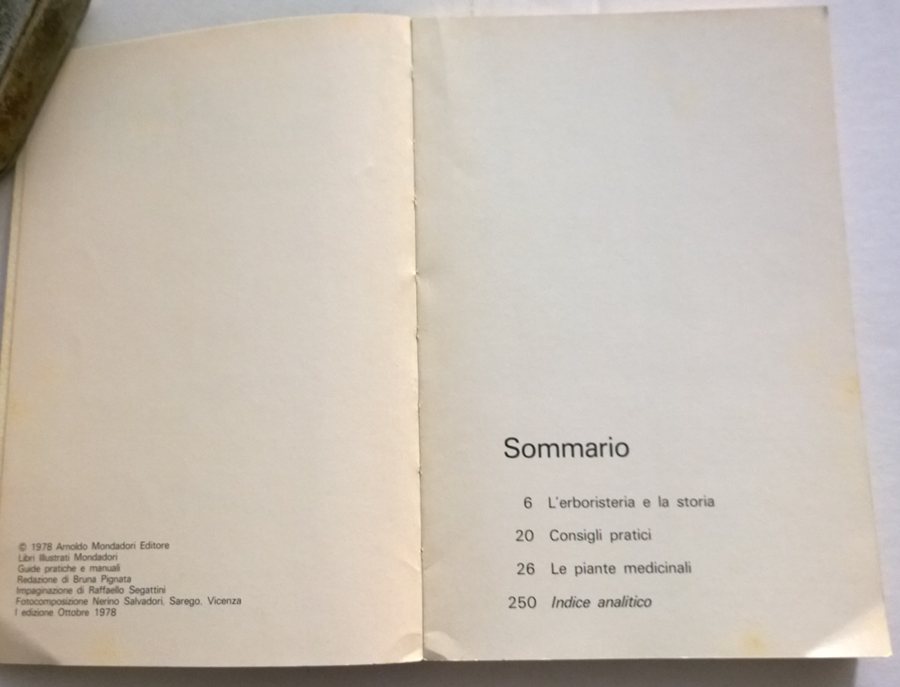 © 1978 Arnoldo Mondadori Editore
Libri Illustrati Mondadori
Guide pratiche e manuali
Redazione di Bruna Pignata
Impaginazione di Raffaello Segattini
Fotocomposizione Nerino Salvadori, Sarego, Vicenza
I edizione Ottobre 1978
Sommario
6 L'erboristeria e la storia
20 Consigli pratici
26 Le piante medicinali
250 Indice analitico